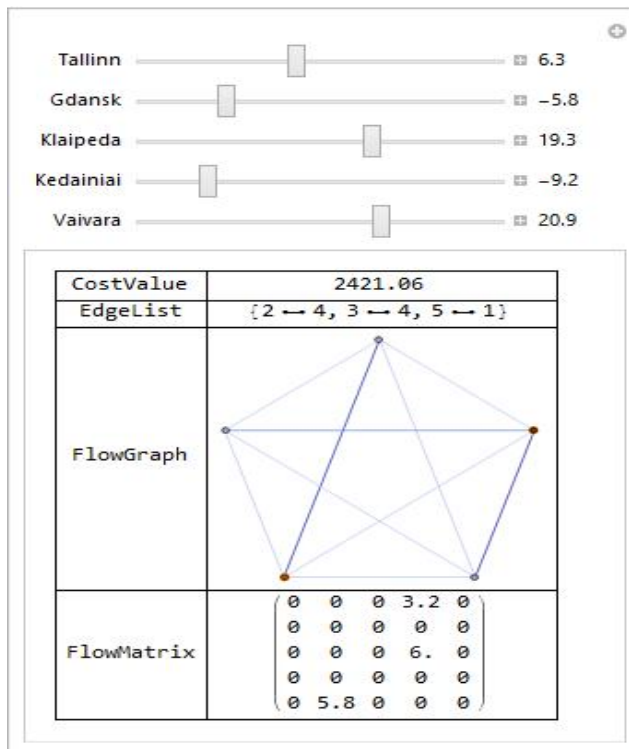 Tallinn 6.3
Gdansk −5.8
Klaipeda 19.3
Kedainiai −9.2
Vaivara 20.9
CostValue 2421.06
EdgeList {2 ↔ 4, 3 ↔ 4, 5 ↔ 1}
FlowGraph
0 0 0 3.2 0
0 0 0 0 0
FlowMatrix 0 0 0 6. 0
0 0 0 0 0
0 5.8 0 0 0